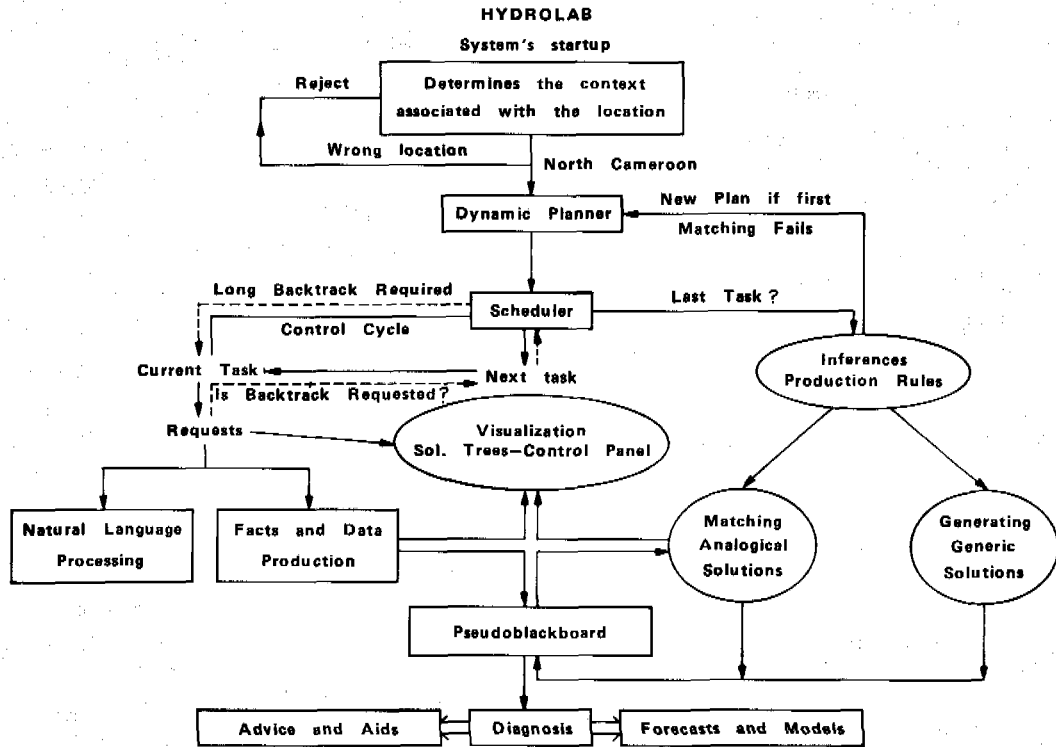 HYDROLAB
System's startup
Reject
Determines the context
associated with the location
Wrong location
North Cameroon
New Plan if first
Dynamic Planner
Matching Fails
Long Backtrack Required
Scheduler
Last Task?
Control Cycle
Current Task
Next task
Inferences
Production Rules
Is Backtrack Requested?
Requests
Visualization
Sol. Trees-Control Panel
Natural Language
Processing
Facts and Data
Production
Matching
Analogical
Solutions
Generating
Generic
Solutions
Pseudoblackboard
Advice and Aids
Diagnosis
Forecasts and Models